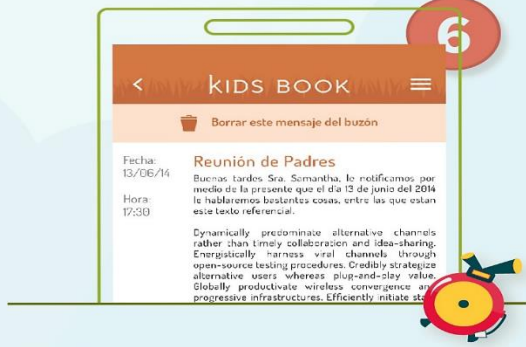 6
KIDS BOOK
Borrar este mensaje del buzón
Fecha:
13/06/14
Hora:
17:30
Reunión de Padres
Buenas tardes Sra. Samantha, le notificamos por
medio de la presente que el día 13 de junio del 2014
le hablaremos bastantes cosas, entre las que estan
este texto referencial.
Dynamically predominate alternative channels
rather than timely collaboration and idea-sharing.
Energistically harness viral channels through
open-source testing procedures. Credibly strategize
alternative users whereas plug-and-play value.
Globally productivate wireless convergence
progressive infrastructures. Efficiently initiate